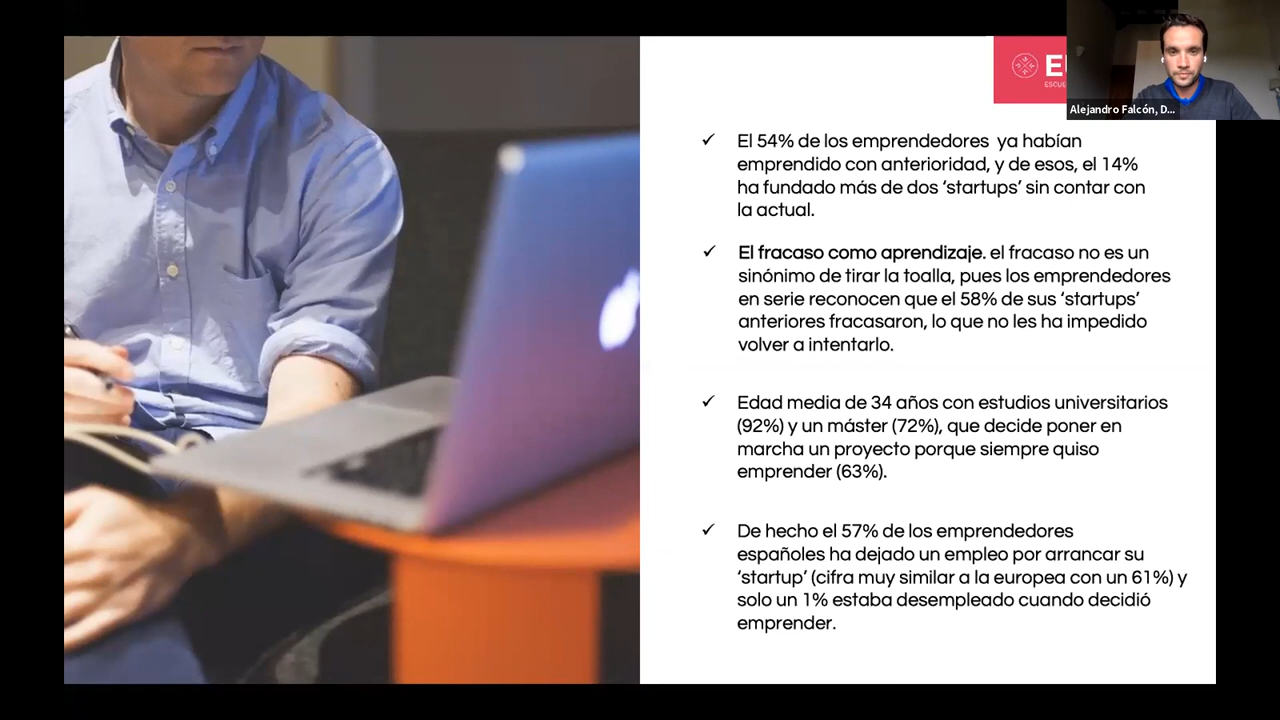 Alejandro Falcón, D...
El 54% de los emprendedores ya habían
emprendido con anterioridad, y de esos, el 14%
ha fundado más de dos ‘startups’ sin contar con
la actual.
El fracaso como aprendizaje. el fracaso no es un
sinónimo de tirar la toalla, pues los emprendedores
en serie reconocen que el 58% de sus ‘startups’
anteriores fracasaron, lo que no les ha impedido
volver a intentarlo.
Edad media de 34 años con estudios universitarios
(92%) y un máster (72%), que decide poner en
marcha un proyecto porque siempre quiso
emprender (63%).
De hecho el 57% de los emprendedores
españoles ha dejado un empleo por arrancar su
‘startup’ (cifra muy similar a la europea con un 61%) y
solo un 1% estaba desempleado cuando decidió
emprender.